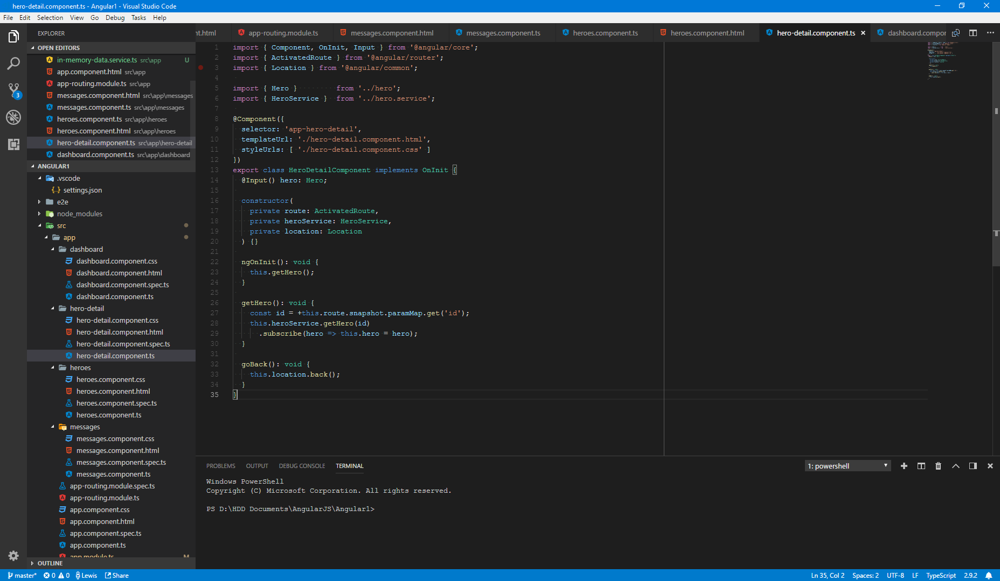 hero-detail.component.ts - Angular1 - Visual Studio Code
File Edit Selection View Go Debug Tasks Help
EXPLORER
OPEN EDITORS
in-memory-data.service.ts src\app U
app.component.html src\app
app-routing.module.ts src\app
messages.component.html src\app\messages
messages.component.ts src\app\messages
heroes.component.ts src\app\heroes
heroes.component.html src\app\heroes
hero-detail.component.ts src\app\hero-detail
dashboard.component.ts src\app\dashboard
3
ANGULAR1
.vscode
{..} settings.json
e2e
node_modules
src
app
dashboard
dashboard.component.css
dashboard.component.html
dashboard.component.spec.ts
dashboard.component.ts
hero-detail
hero-detail.component.css
hero-detail.component.html
hero-detail.component.spec.ts
hero-detail.component.ts
heroes
heroes.component.css
heroes.component.html
heroes.component.spec.ts
heroes.component.ts
messages
messages.component.css
messages.component.html
messages.component.spec.ts
messages.component.ts
app-routing.module.spec.ts
app-routing.module.ts
app.component.css
app.component.html
app.component.spec.ts
app.component.ts
app.module.ts M
OUTLINE
nt.html app-routing.module.ts messages.component.html messages.component.ts heroes.component.ts heroes.component.html hero-detail.component.ts dashboard.compor
1 import { Component, OnInit, Input } from '@angular/core';
2 import { ActivatedRoute } from '@angular/router';
3 import { Location } from '@angular/common';
4
5 import { Hero } from '../hero';
6 import { HeroService } from '../hero.service';
7
8 @Component({
9 selector: 'app-hero-detail',
10 templateUrl: './hero-detail.component.html',
11 styleUrls: [ './hero-detail.component.css' ]
12 })
13 export class HeroDetailComponent implements OnInit {
14 @Input() hero: Hero;
15
16 constructor(
17 private route: ActivatedRoute,
18 private heroService: HeroService,
19 private location: Location
20 ) {}
21
22 ngOnInit(): void {
23 this.getHero();
24 }
25
26 getHero(): void {
27 const id = +this.route.snapshot.paramMap.get('id');
28 this.heroService.getHero(id)
29 .subscribe(hero => this.hero = hero);
30 }
31
32 goBack(): void {
33 this.location.back();
34 }
35 }
PROBLEMS OUTPUT DEBUG CONSOLE TERMINAL 1: powershell
Windows PowerShell
Copyright (C) Microsoft Corporation. All rights reserved.
PS D:\HDD Documents\AngularJS\Angular1>
master* 0 0 Lewis Share Ln 35, Col 2 Spaces: 2 UTF-8 LF TypeScript 2.9.2